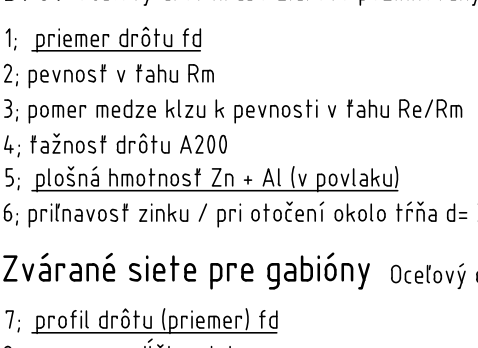 1; priemer drôtu fd
2; pevnosť v ťahu Rm
3; pomer medze klzu k pevnosti v ťahu Re/Rm
4; ťažnosť drôtu A200
5; plošná hmotnosť Zn + Al (v povlaku)
6; priľnavosť zinku / pri otočení okolo tŕňa d=
Zvárané siete pre gabióny Oceľový
7; profil drôtu (priemer) fd